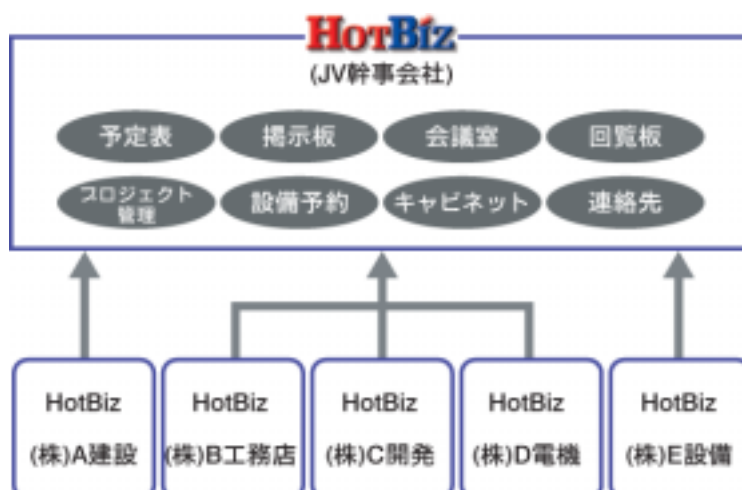 HotBiz
(JV幹事会社)
予定表
掲示板
会議室
回覧板
プロジェクト
管理
設備予約
キャビネット
連絡先
HotBiz
(株)A建設
HotBiz
(株)B工務店
HotBiz
(株)C開発
HotBiz
(株)D電機
HotBiz
(株)E設備